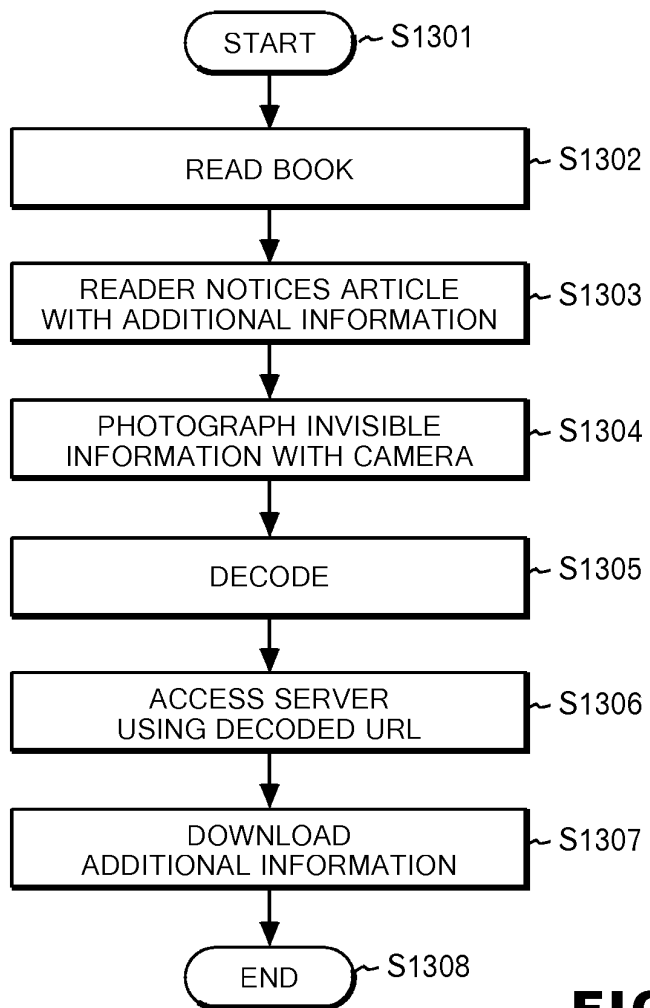 START
S1301
READ BOOK
S1302
READER NOTICES ARTICLE
WITH ADDITIONAL INFORMATION
S1303
PHOTOGRAPH INVISIBLE
INFORMATION WITH CAMERA
S1304
DECODE
S1305
ACCESS SERVER
USING DECODED URL
S1306
DOWNLOAD
ADDITIONAL INFORMATION
S1307
END
S1308